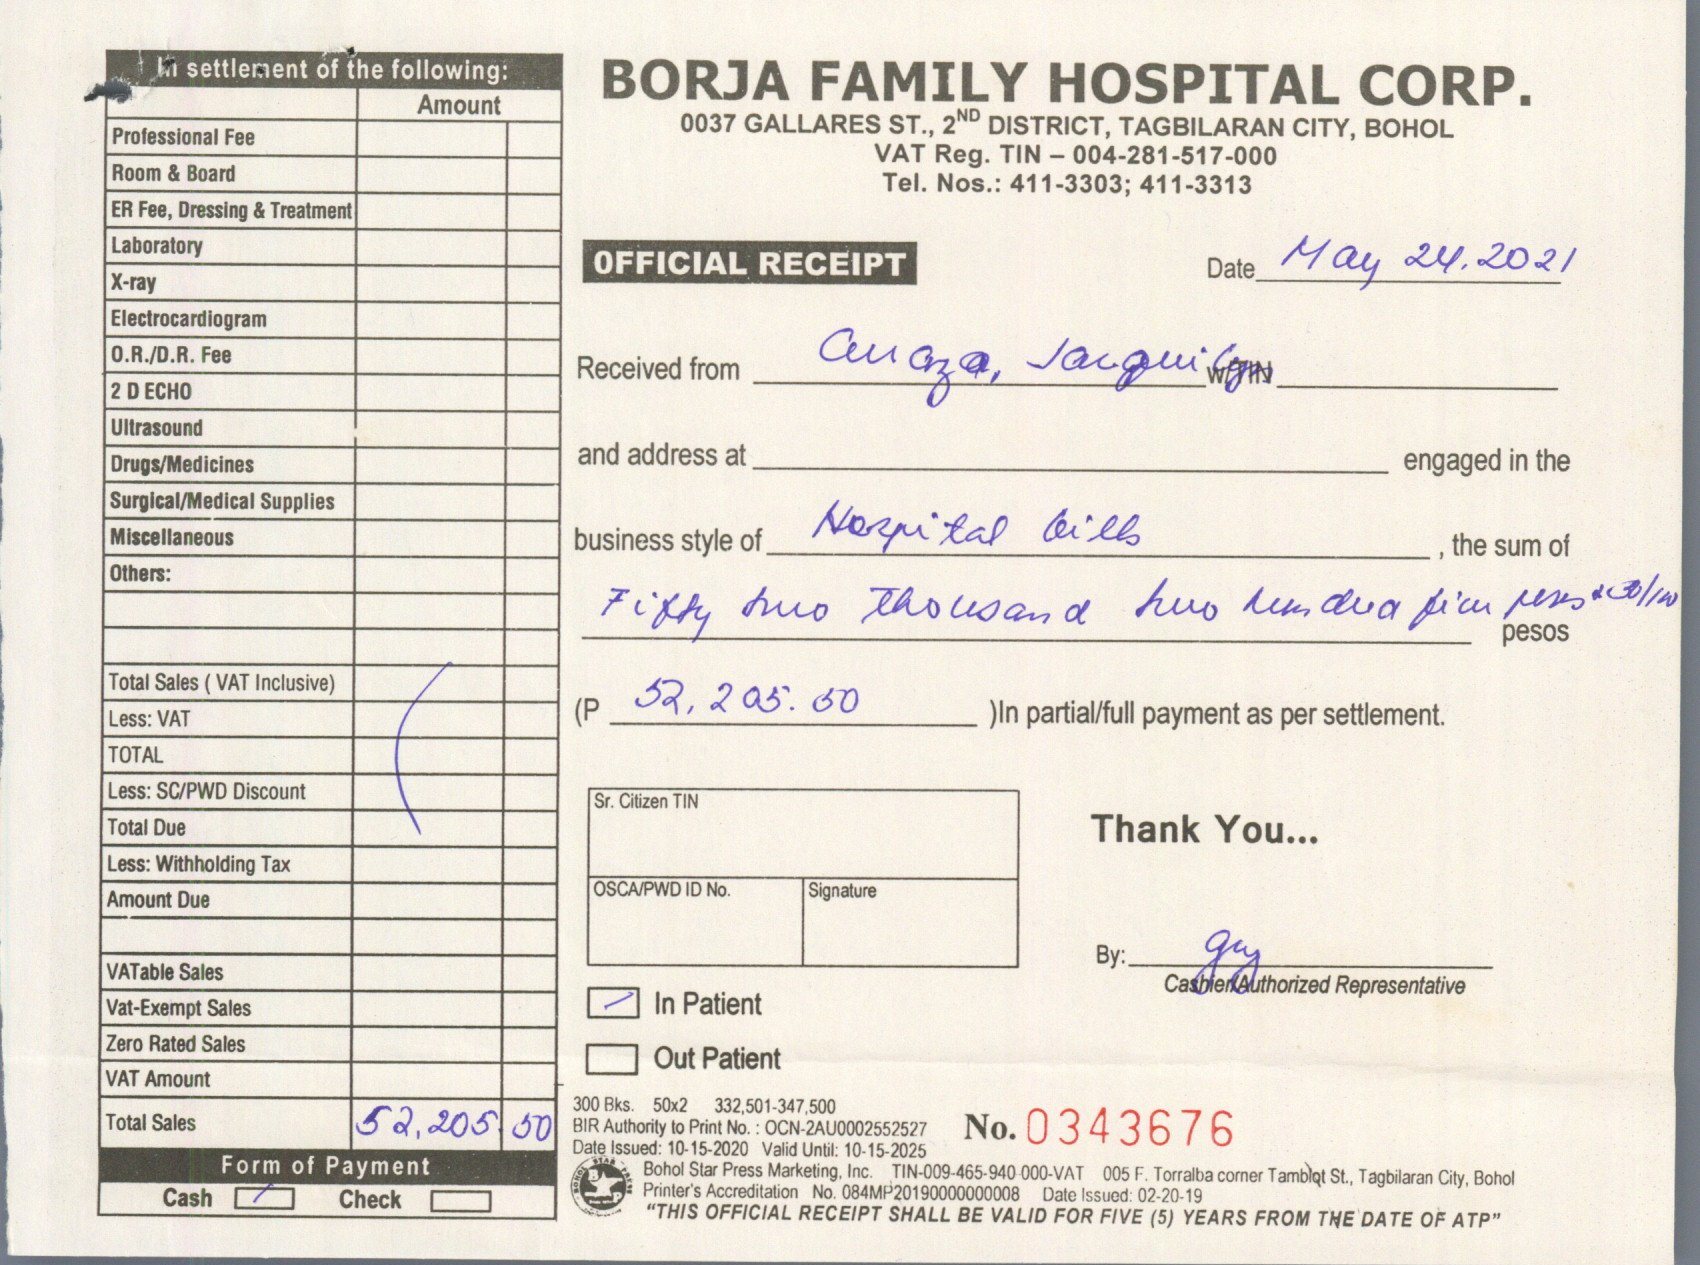 In settlement of the following:
Amount
Professional Fee
Room & Board
ER Fee, Dressing & Treatment
Laboratory
X-ray
Electrocardiogram
O.R./D.R. Fee
2 D ECHO
Ultrasound
Drugs/Medicines
Surgical/Medical Supplies
Miscellaneous
Others:
Total Sales ( VAT Inclusive)
Less: VAT
TOTAL
Less: SC/PWD Discount
Total Due
Less: Withholding Tax
Amount Due
VATable Sales
Vat-Exempt Sales
Zero Rated Sales
VAT Amount
Total Sales 52,205.50
Form of Payment
Cash Check
BORJA FAMILY HOSPITAL CORP.
0037 GALLARES ST., 2ND DISTRICT, TAGBILARAN CITY, BOHOL
VAT Reg. TIN – 004-281-517-000
Tel. Nos.: 411-3303; 411-3313
OFFICIAL RECEIPT
Date May 24, 2021
Received from w/TIN
and address at engaged in the
business style of Hospital bills , the sum of
Fifty two thousand two hundred five pesos & 50/100
pesos
(P 52,205.50 )In partial/full payment as per settlement.
Sr. Citizen TIN
OSCA/PWD ID No. Signature
Thank You...
By:
Cashier/Authorized Representative
In Patient
Out Patient
300 Bks. 50x2 332,501-347,500
BIR Authority to Print No. : OCN-2AU0002552527
Date Issued: 10-15-2020 Valid Until: 10-15-2025
No. 0343676
Bohol Star Press Marketing, Inc. TIN-009-465-940-000-VAT 005 F. Torralba corner Tamblot St., Tagbilaran City, Bohol
Printer's Accreditation No. 084MP20190000000008 Date Issued: 02-20-19
"THIS OFFICIAL RECEIPT SHALL BE VALID FOR FIVE (5) YEARS FROM THE DATE OF ATP"